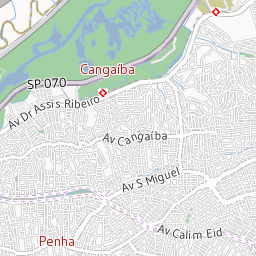 Cangaíba
SP 070
Av Dr Assis Ribeiro
Av Cangaíba
Av S Miguel
Av Calim Eid
Penha